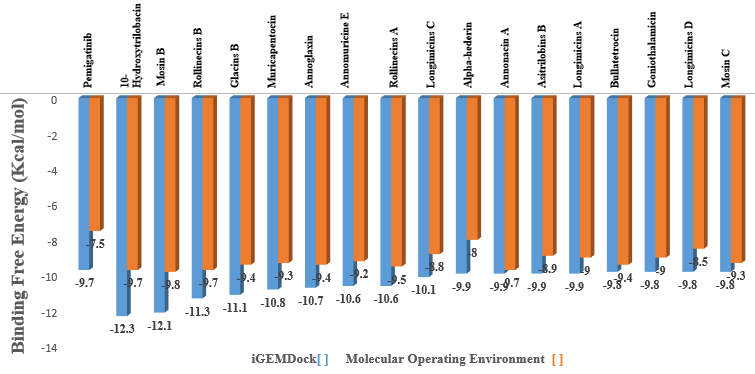 Pemigatinib
10-
Hydroxytrilobacin
Mosin B
Rollinecins B
Glacins B
Muricapentocin
Annoglaxin
Annomuricine E
Rollinecins A
Longimicins C
Alpha-hederin
Annonacin A
Asitrilobins B
Longimicins A
Bullatetrocin
Goniothalamicin
Longimicins D
Mosin C
Binding Free Energy (Kcal/mol)
0
-2
-4
-6
-8
-10
-12
-14
-9.7
-12.3
-12.1
-11.3
-11.1
-10.8
-10.7
-10.6
-10.6
-10.1
-9.9
-9.9
-9.9
-9.9
-9.8
-9.8
-9.8
-9.8
-7.5
-9.7
-9.8
-9.7
-9.4
-9.3
-9.4
-9.2
-9.5
-8.8
-8
-9.7
-8.9
-9
-9.4
-9
-8.5
-9.3
iGEMDock[ ] Molecular Operating Environment [ ]